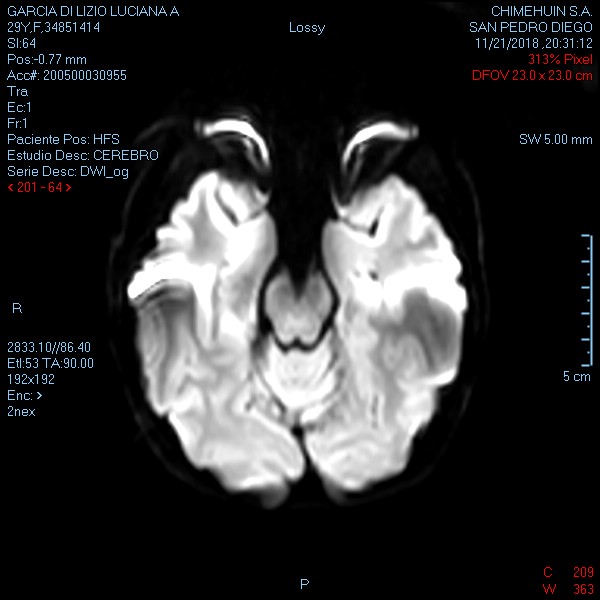 GARCIA DI LIZIO LUCIANA A
29Y,F,34851414
Sl:64
Pos:-0.77 mm
Acc#: 200500030955
Tra
Ec:1
Fr:1
Paciente Pos: HFS
Estudio Desc: CEREBRO
Serie Desc: DWI_og
< 201 - 64 >
Lossy
CHIMEHUIN S.A.
SAN PEDRO DIEGO
11/21/2018 ,20:31:12
313% Pixel
DFOV 23.0 x 23.0 cm
SW 5.00 mm
R
5 cm
2833.10//86.40
Etl:53 TA:90.00
192x192
Enc: >
2nex
P
C 209
W 363